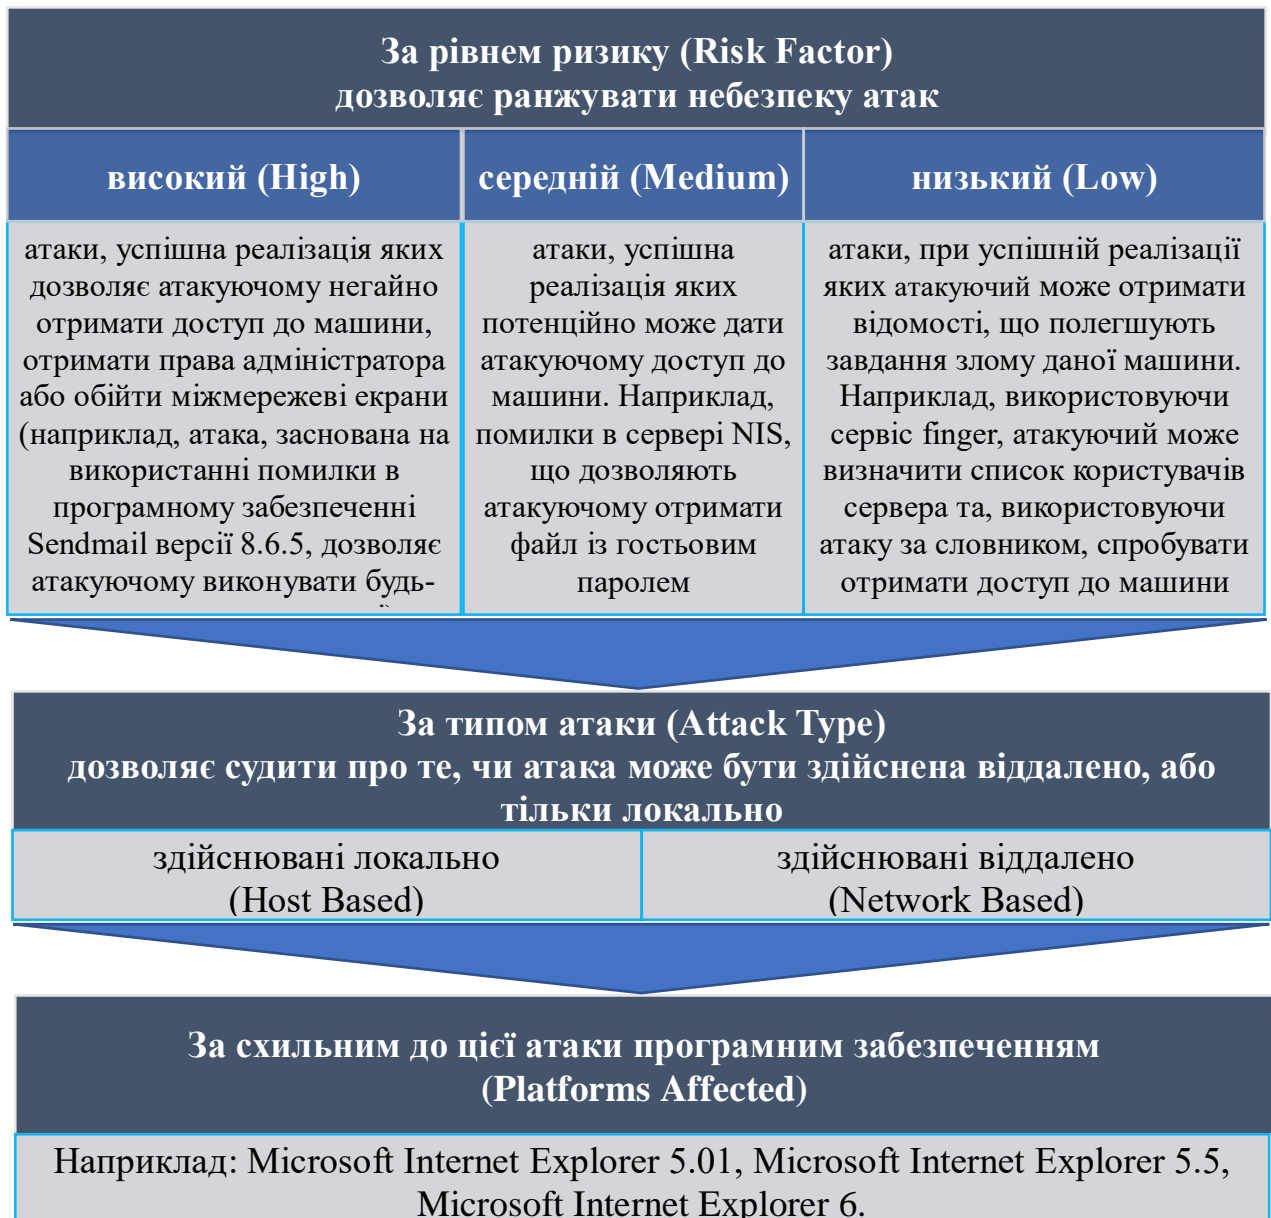 За рівнем ризику (Risk Factor)
дозволяє ранжувати небезпеку атак
високий (High)
середній (Medium)
низький (Low)
атаки, успішна реалізація яких
дозволяє атакуючому негайно
отримати доступ до машини,
отримати права адміністратора
або обійти міжмережеві екрани
(наприклад, атака, заснована на
використанні помилки в
програмному забезпеченні
Sendmail версії 8.6.5, дозволяє
атакуючому виконувати будь-
атаки, успішна
реалізація яких
потенційно може дати
атакуючому доступ до
машини. Наприклад,
помилки в сервері NIS,
що дозволяють
атакуючому отримати
файл із гостьовим
паролем
атаки, при успішній реалізації
яких атакуючий може отримати
відомості, що полегшують
завдання злому даної машини.
Наприклад, використовуючи
сервіс finger, атакуючий може
визначити список користувачів
сервера та, використовуючи
атаку за словником, спробувати
отримати доступ до машини
За типом атаки (Attack Type)
дозволяє судити про те, чи атака може бути здійснена віддалено, або
тільки локально
здійснювані локально
(Host Based)
здійснювані віддалено
(Network Based)
За схильним до цієї атаки програмним забезпеченням
(Platforms Affected)
Наприклад: Microsoft Internet Explorer 5.01, Microsoft Internet Explorer 5.5,
Microsoft Internet Explorer 6.